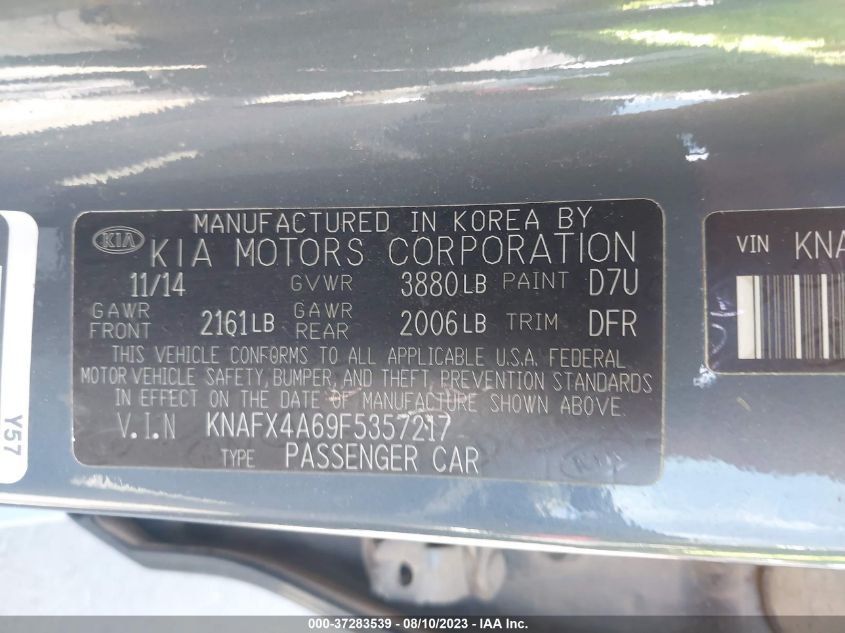 MANUFACTURED IN KOREA BY
KIA KIA MOTORS CORPORATION
11/14 GVWR 3880LB PAINT D7U
GAWR FRONT 2161LB GAWR REAR 2006LB TRIM DFR
THIS VEHICLE CONFORMS TO ALL APPLICABLE U.S.A. FEDERAL
MOTOR VEHICLE SAFETY, BUMPER, AND THEFT PREVENTION STANDARDS
IN EFFECT ON THE DATE OF MANUFACTURE SHOWN ABOVE.
V.I.N KNAFX4A69F5357217
TYPE PASSENGER CAR
KIA
VIN KNA
Y57
000-37283539 - 08/10/2023 - IAA Inc.